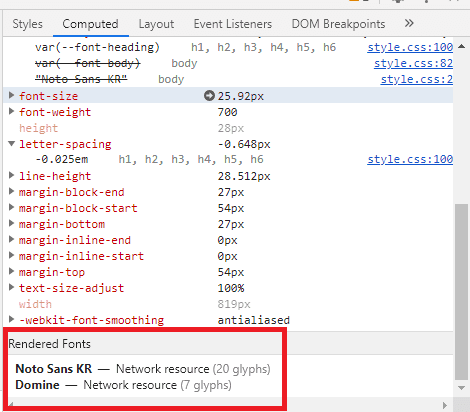 Styles Computed Layout Event Listeners DOM Breakpoints »
var(--font-heading) h1, h2, h3, h4, h5, h6 style.css:100
var(--font-body) body style.css:82
"Noto Sans KR" body style.css:2
font-size 25.92px
font-weight 700
height 28px
letter-spacing -0.648px
-0.025em h1, h2, h3, h4, h5, h6 style.css:100
line-height 28.512px
margin-block-end 27px
margin-block-start 54px
margin-bottom 27px
margin-inline-end 0px
margin-inline-start 0px
margin-top 54px
text-size-adjust 100%
width 819px
-webkit-font-smoothing antialiased
Rendered Fonts
Noto Sans KR — Network resource (20 glyphs)
Domine — Network resource (7 glyphs)